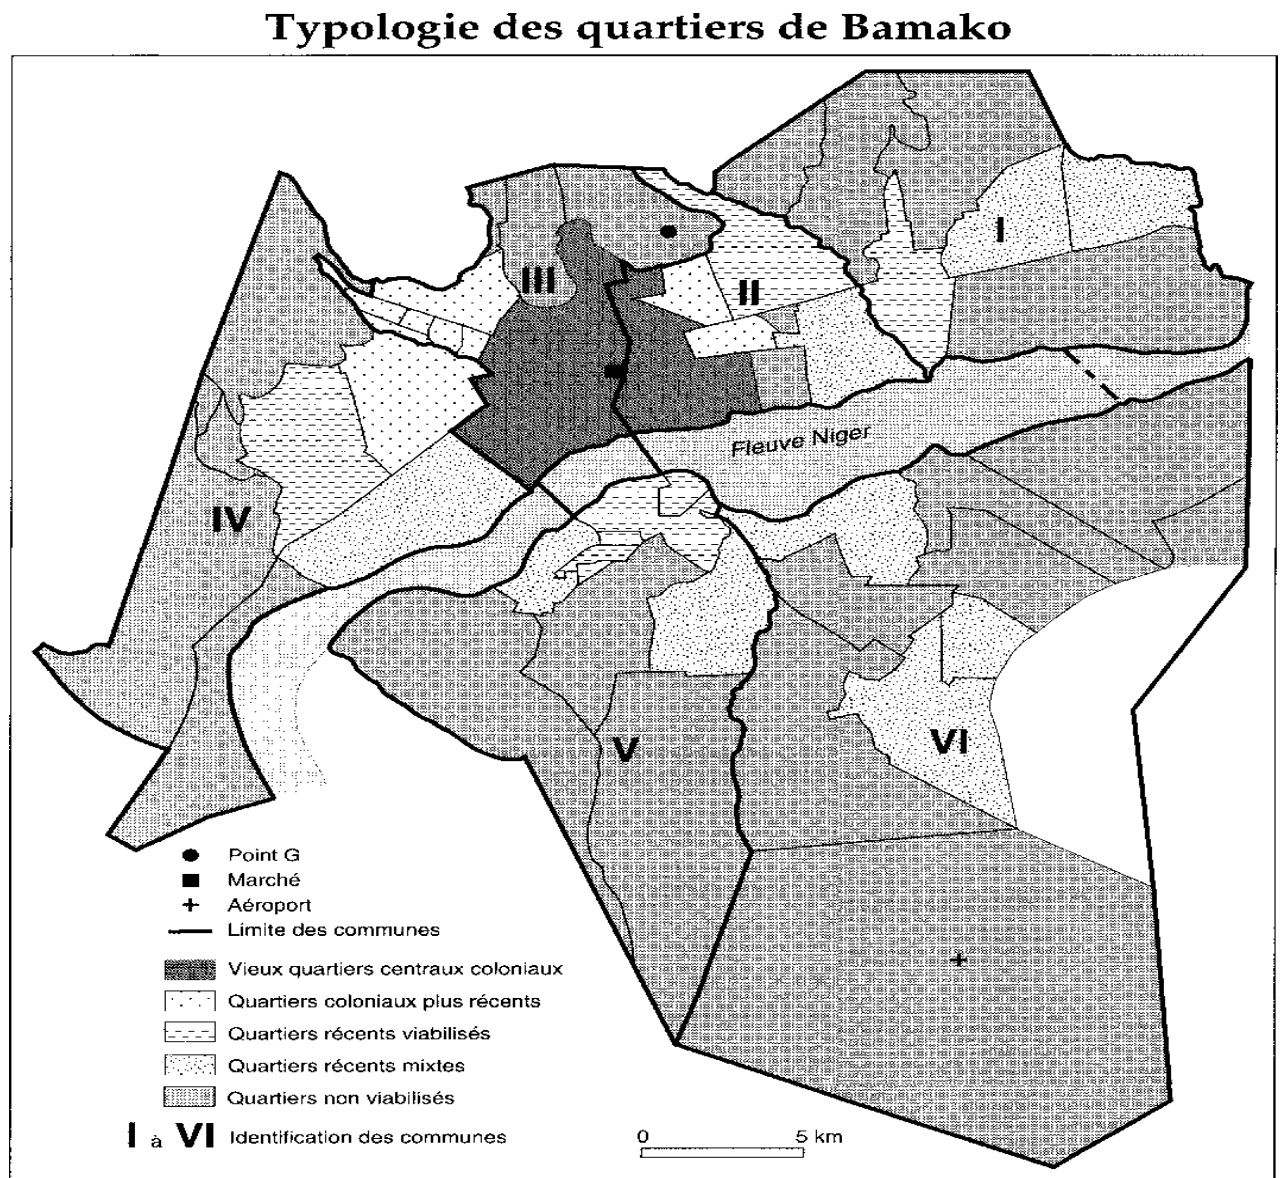 Typologie des quartiers de Bamako
I
III
II
Fleuve Niger
IV
V
VI
Point G
Marché
Aéroport
Limite des communes
Vieux quartiers centraux coloniaux
Quartiers coloniaux plus récents
Quartiers récents viabilisés
Quartiers récents mixtes
Quartiers non viabilisés
I à VI Identification des communes
0 5 km